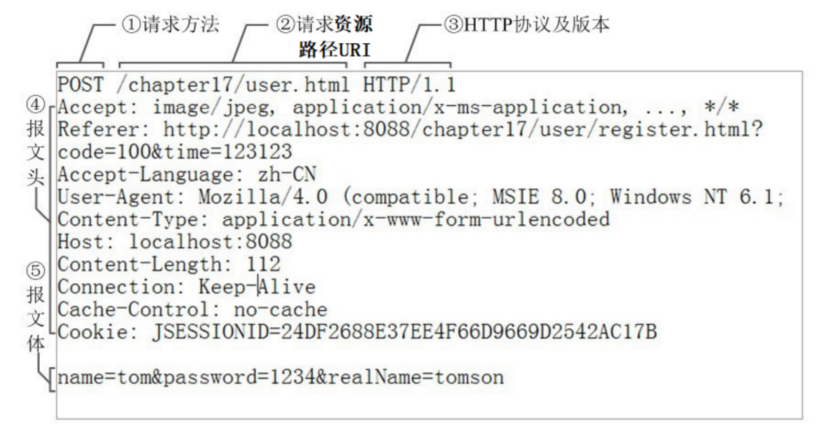 ①请求方法
②请求资源
路径URI
③HTTP协议及版本
POST /chapter17/user.html HTTP/1.1
④报文头
Accept: image/jpeg, application/x-ms-application, ..., */*
Referer: http://localhost:8088/chapter17/user/register.html?
code=100&time=123123
Accept-Language: zh-CN
User-Agent: Mozilla/4.0 (compatible; MSIE 8.0; Windows NT 6.1;
Content-Type: application/x-www-form-urlencoded
Host: localhost:8088
Content-Length: 112
Connection: Keep-Alive
Cache-Control: no-cache
Cookie: JSESSIONID=24DF2688E37EE4F66D9669D2542AC17B
⑤报文体
name=tom&password=1234&realName=tomson